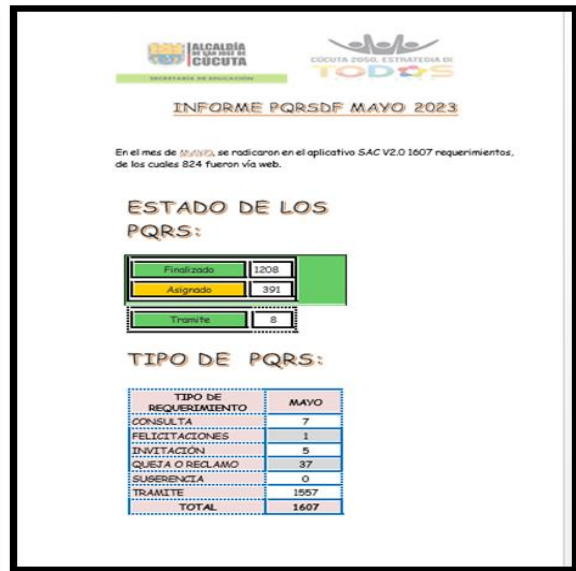 ALCALDÍA
DE SAN JOSÉ DE
CÚCUTA
SECRETARÍA DE EDUCACIÓN
CÚCUTA 2050, ESTRATEGIA DE
TODOS
INFORME PQRSDF MAYO 2023
En el mes de MAYO, se radicaron en el aplicativo SAC V2.0 1607 requerimientos,
de los cuales 824 fueron vía web.
ESTADO DE LOS
PQRS:
Finalizado 1208
Asignado 391
Tramite 8
TIPO DE PQRS:
TIPO DE
REQUERIMIENTO MAYO
CONSULTA 7
FELICITACIONES 1
INVITACIÓN 5
QUEJA O RECLAMO 37
SUGERENCIA 0
TRAMITE 1557
TOTAL 1607